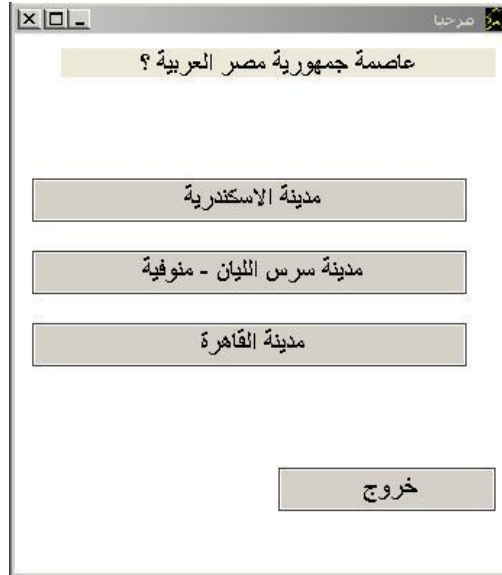 مرحبا
عاصمة جمهورية مصر العربية ؟
مدينة الاسكندرية
مدينة سرس الليان - منوفية
مدينة القاهرة
خروج